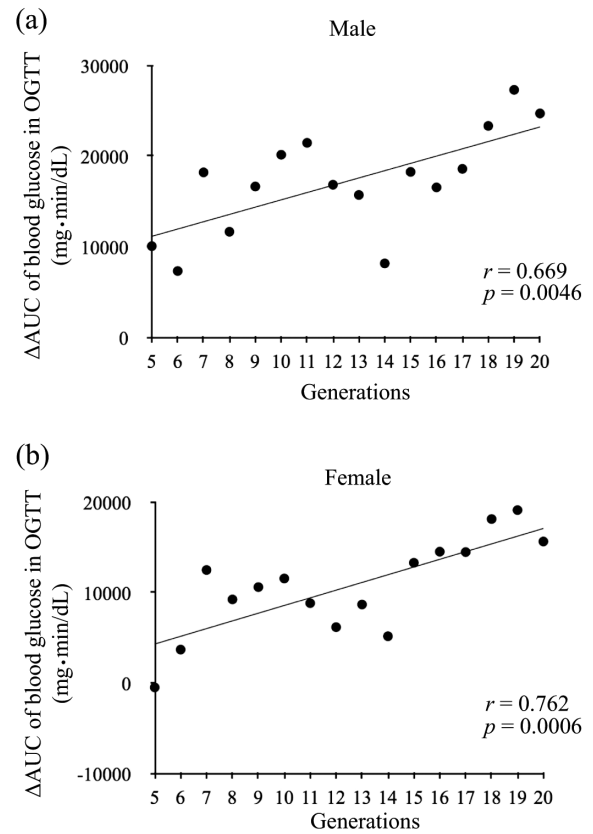 (a)
Male
ΔAUC of blood glucose in OGTT
(mg•min/dL)
30000
20000
10000
0
r = 0.669
p = 0.0046
5 6 7 8 9 10 11 12 13 14 15 16 17 18 19 20
Generations
(b)
Female
ΔAUC of blood glucose in OGTT
(mg•min/dL)
20000
10000
0
-10000
r = 0.762
p = 0.0006
5 6 7 8 9 10 11 12 13 14 15 16 17 18 19 20
Generations